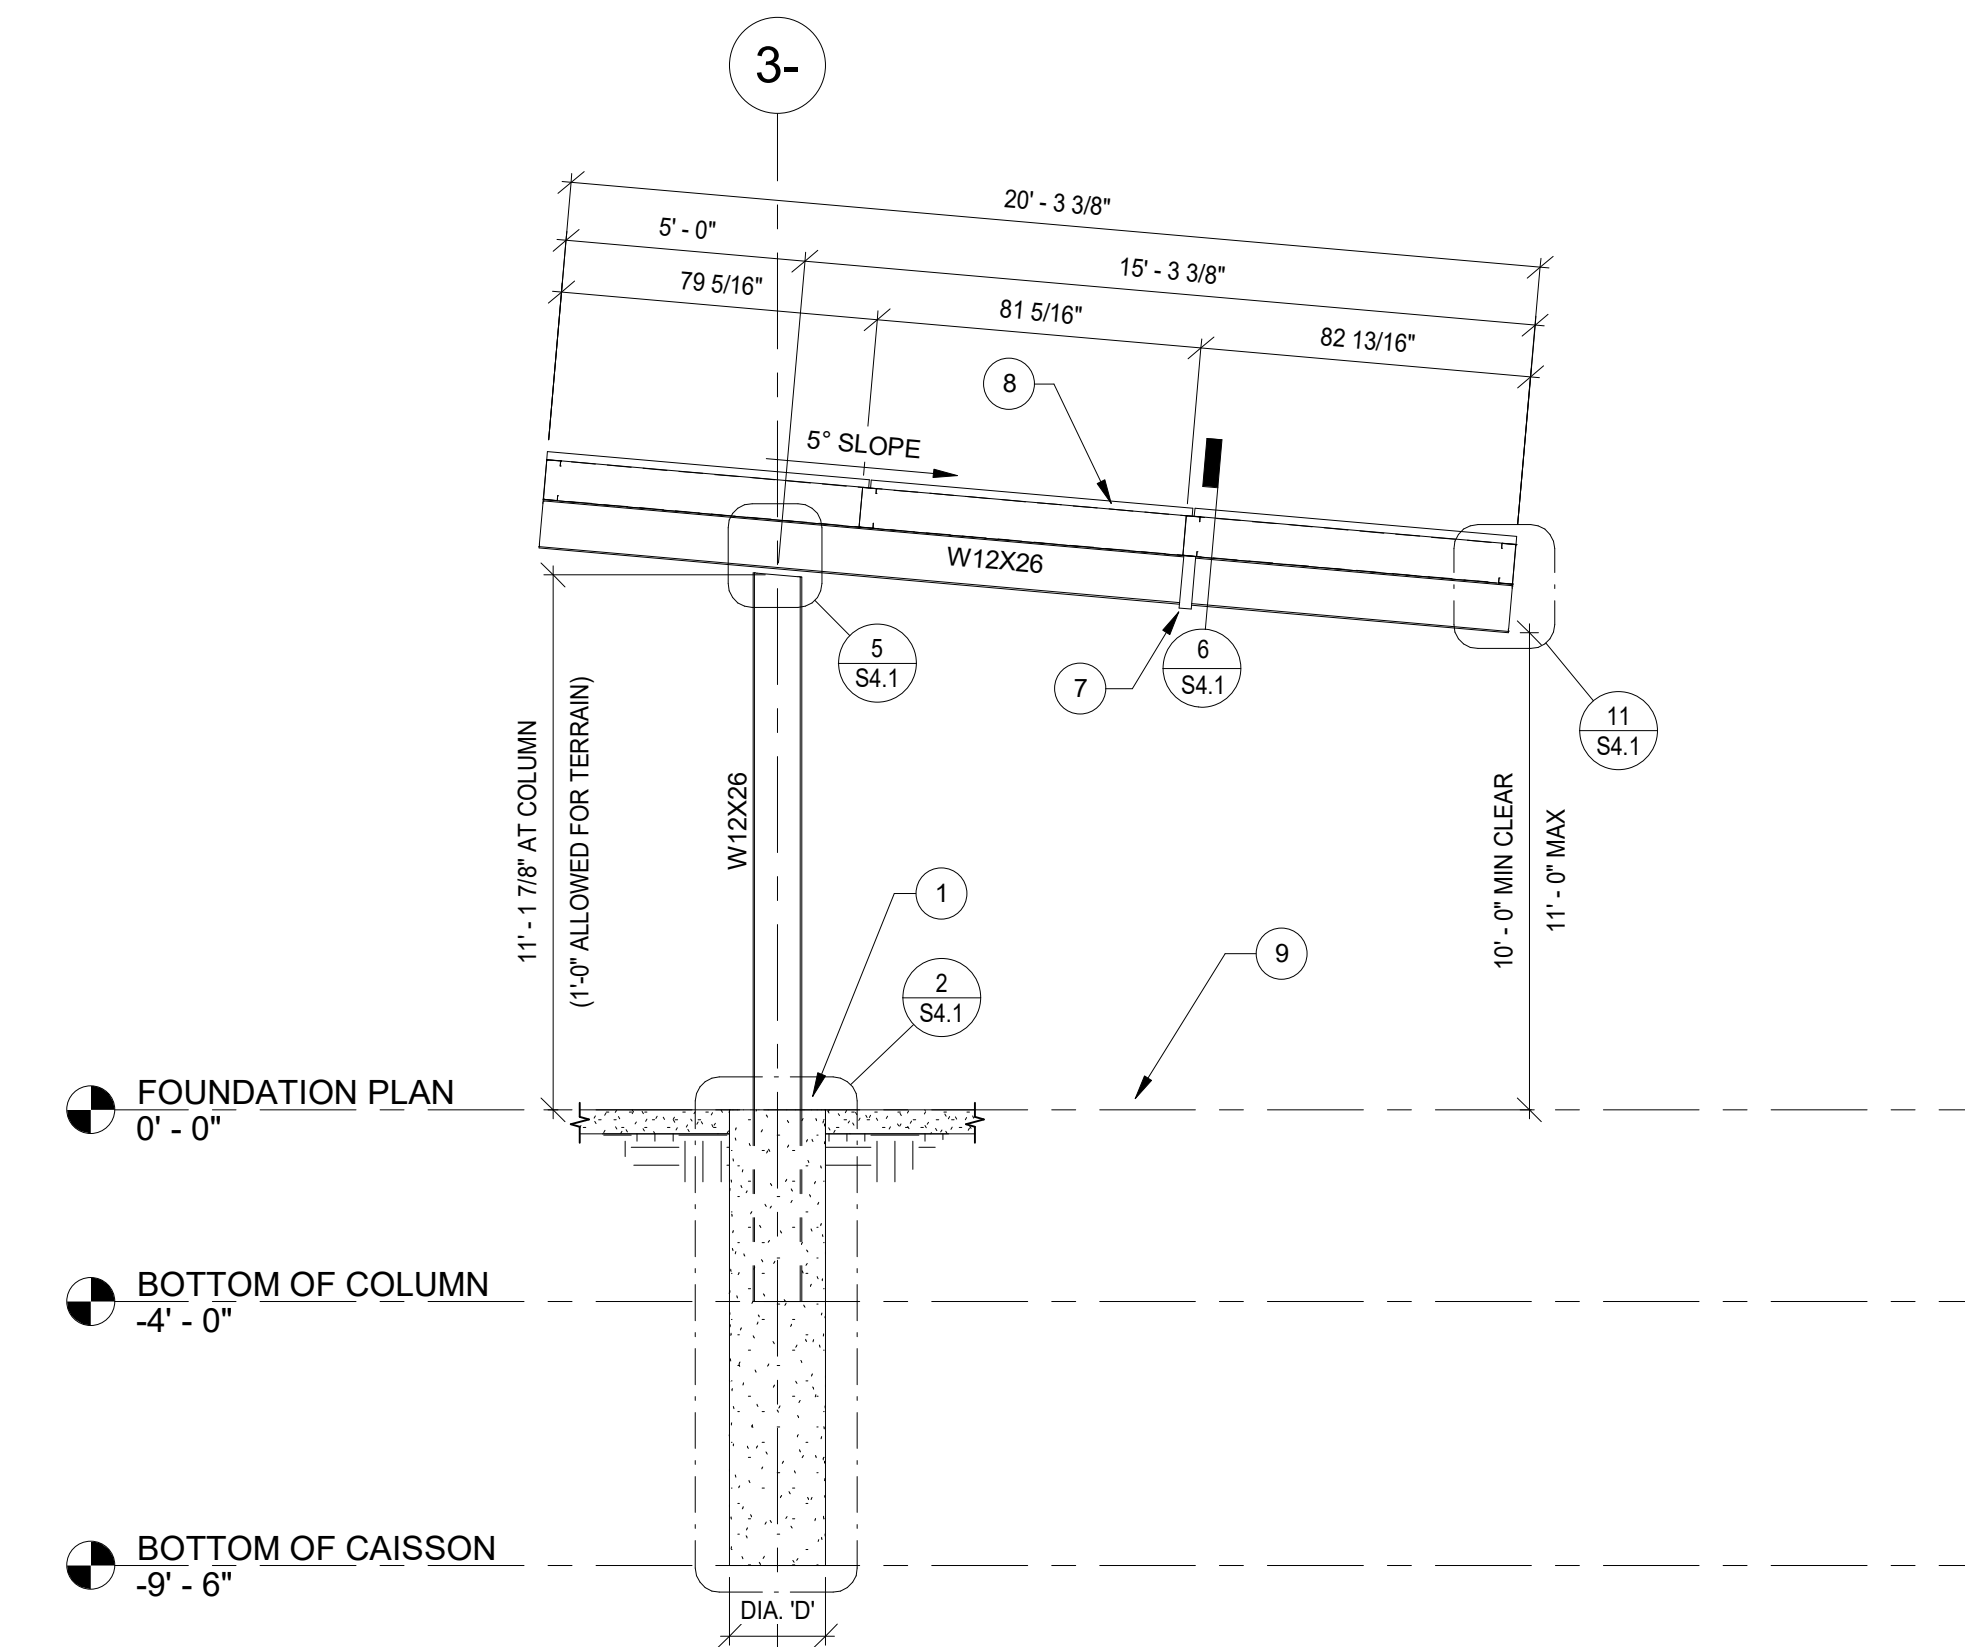 3-
20' - 3 3/8"
5' - 0"
15' - 3 3/8"
79 5/16"
81 5/16"
82 13/16"
8
5° SLOPE
W12X26
5
S4.1
7
6
S4.1
11
S4.1
11' - 1 7/8" AT COLUMN
(1'-0" ALLOWED FOR TERRAIN)
W12X26
10' - 0" MIN CLEAR
11' - 0" MAX
1
9
2
S4.1
FOUNDATION PLAN
0' - 0"
BOTTOM OF COLUMN
-4' - 0"
BOTTOM OF CAISSON
-9' - 6"
DIA. 'D'